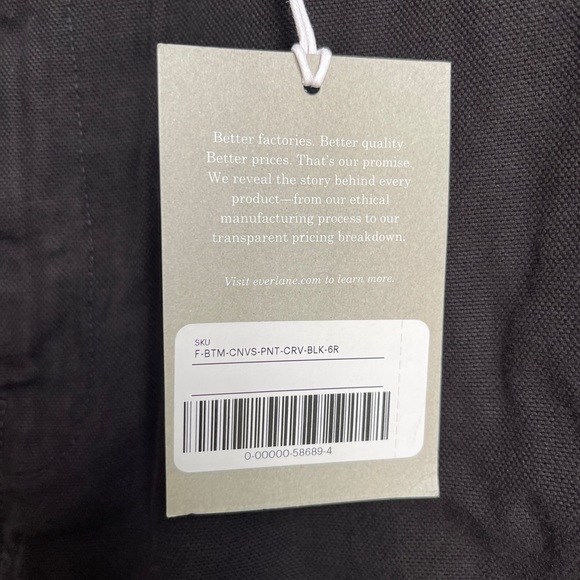 Better factories. Better quality.
Better prices. That's our promise.
We reveal the story behind every
product—from our ethical
manufacturing process to our
transparent pricing breakdown.
Visit everlane.com to learn more.
SKU
F-BTM-CNVS-PNT-CRV-BLK-6R
0-00000-58689-4